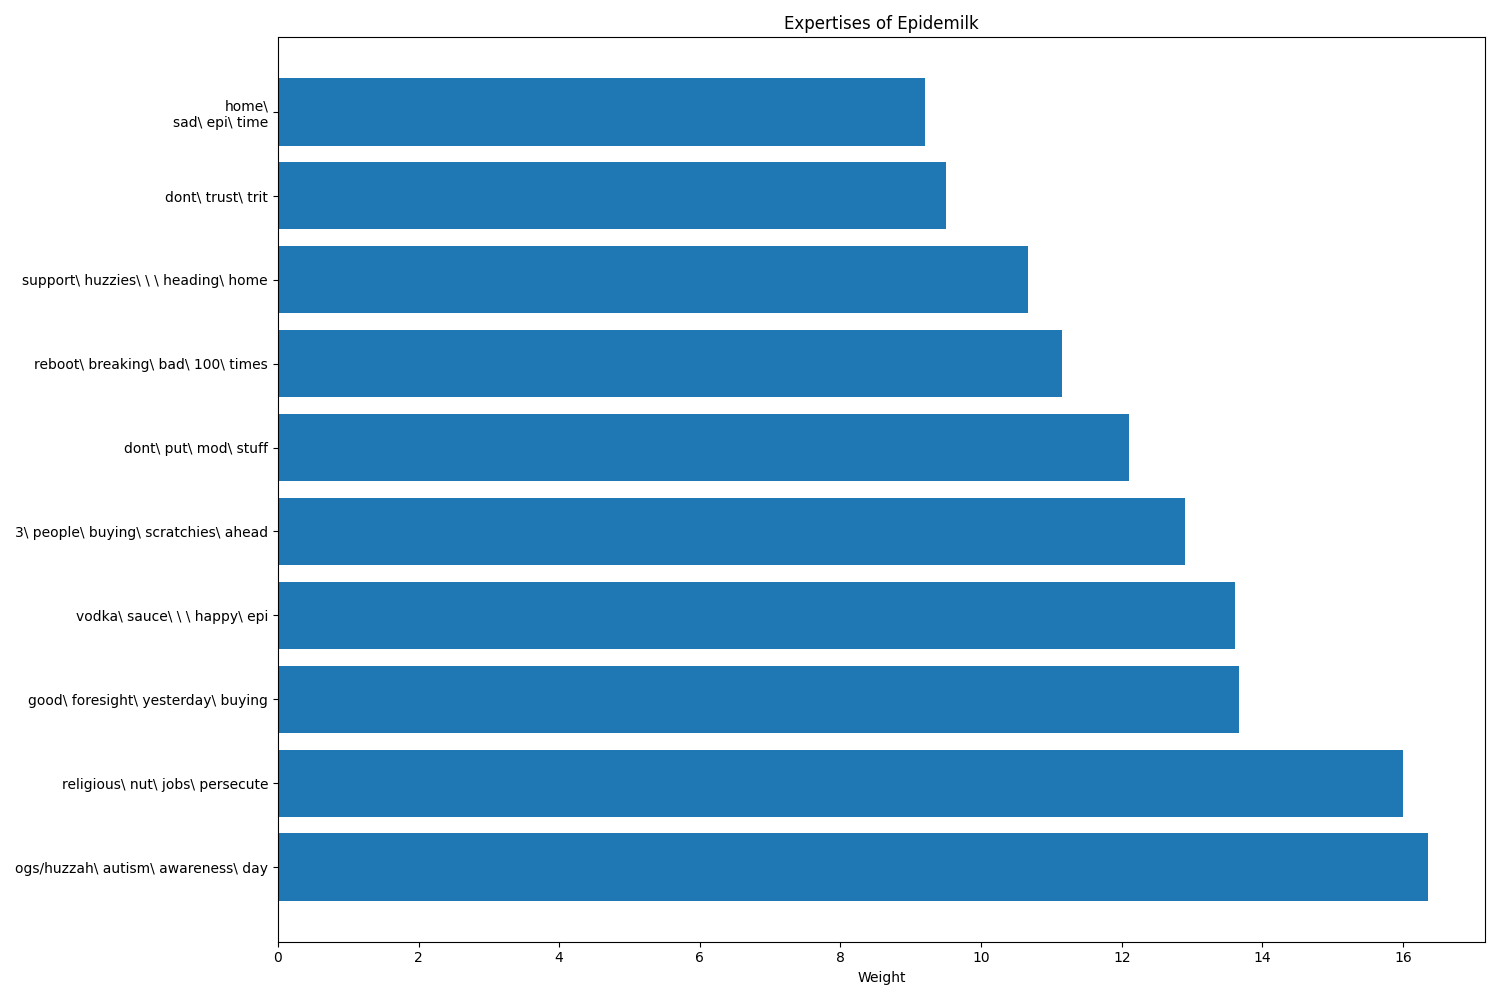 Expertises of Epidemilk
home\
sad\ epi\ time
dont\ trust\ trit
support\ huzzies\ \ \ heading\ home
reboot\ breaking\ bad\ 100\ times
dont\ put\ mod\ stuff
3\ people\ buying\ scratchies\ ahead
vodka\ sauce\ \ \ happy\ epi
good\ foresight\ yesterday\ buying
religious\ nut\ jobs\ persecute
ogs/huzzah\ autism\ awareness\ day
0 2 4 6 8 10 12 14 16
Weight